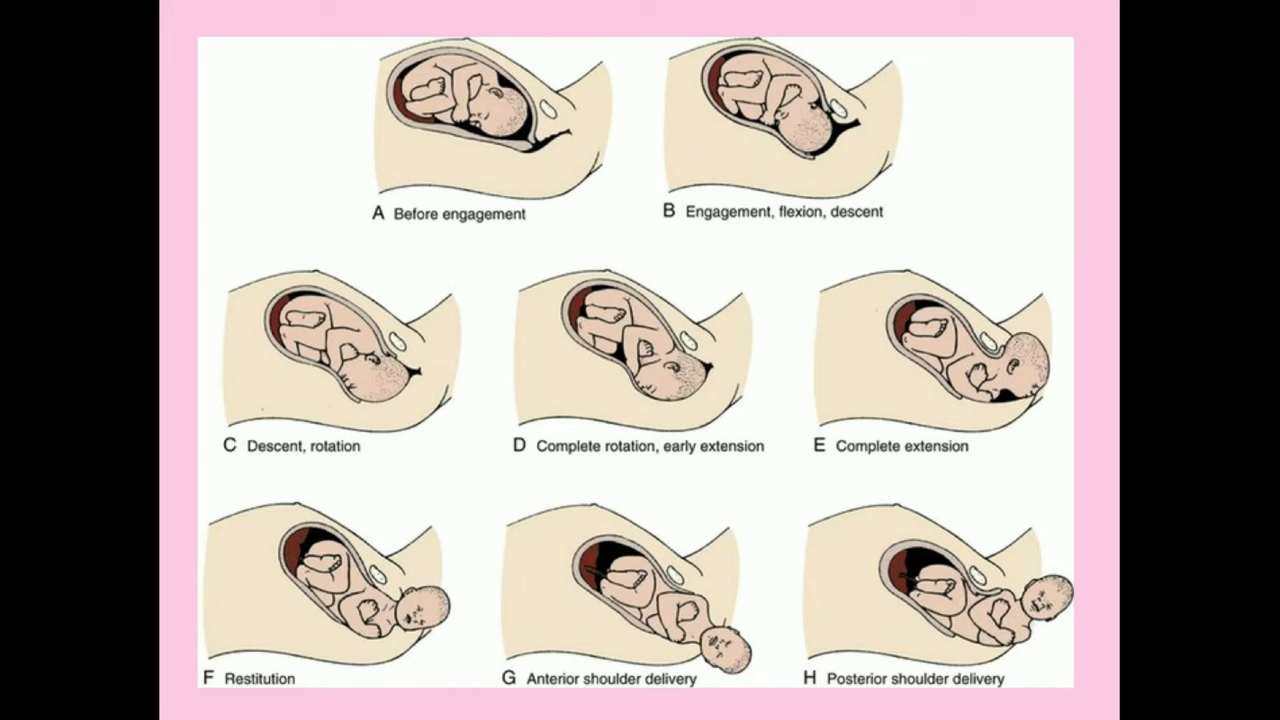 A Before engagement
B Engagement, flexion, descent
C Descent, rotation
D Complete rotation, early extension
E Complete extension
F Restitution
G Anterior shoulder delivery
H Posterior shoulder delivery